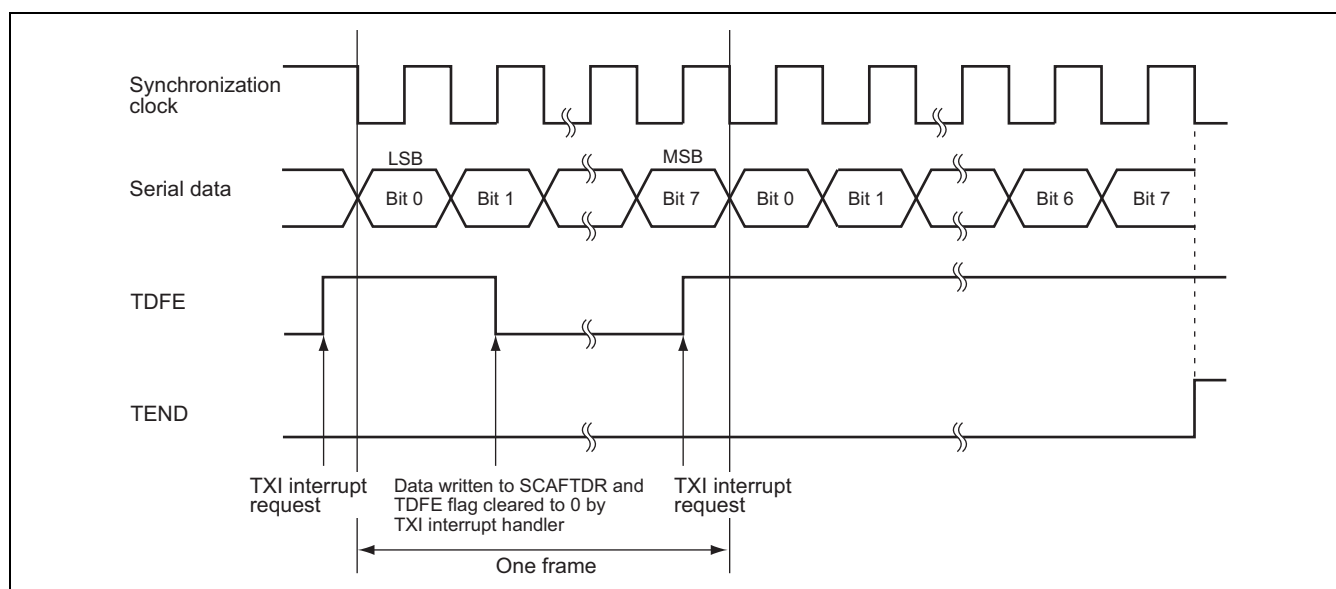 Synchronization
clock
LSB
MSB
Serial data
Bit 0
Bit 1
Bit 7
Bit 0
Bit 1
Bit 6
Bit 7
TDFE
TEND
TXI interrupt
request
Data written to SCAFTDR and
TDFE flag cleared to 0 by
TXI interrupt handler
TXI interrupt
request
One frame